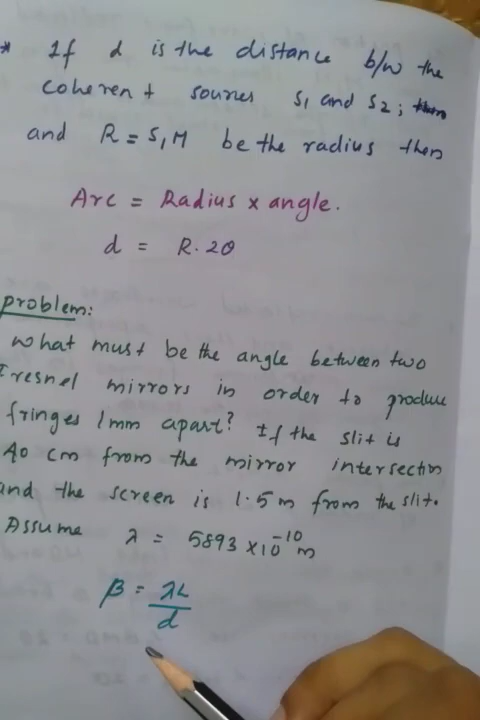 * If d is the distance b/w the
coherent sources S1 and S2;
and R = S1M be the radius then
Arc = Radius x angle.
d = R.2θ
problem:
What must be the angle between two
Fresnel mirrors in order to produce
fringes 1mm apart? If the slit is
40 cm from the mirror intersectin
and the screen is 1.5m from the slit.
Assume λ = 5893 x 10^-10 m
β = λL/d